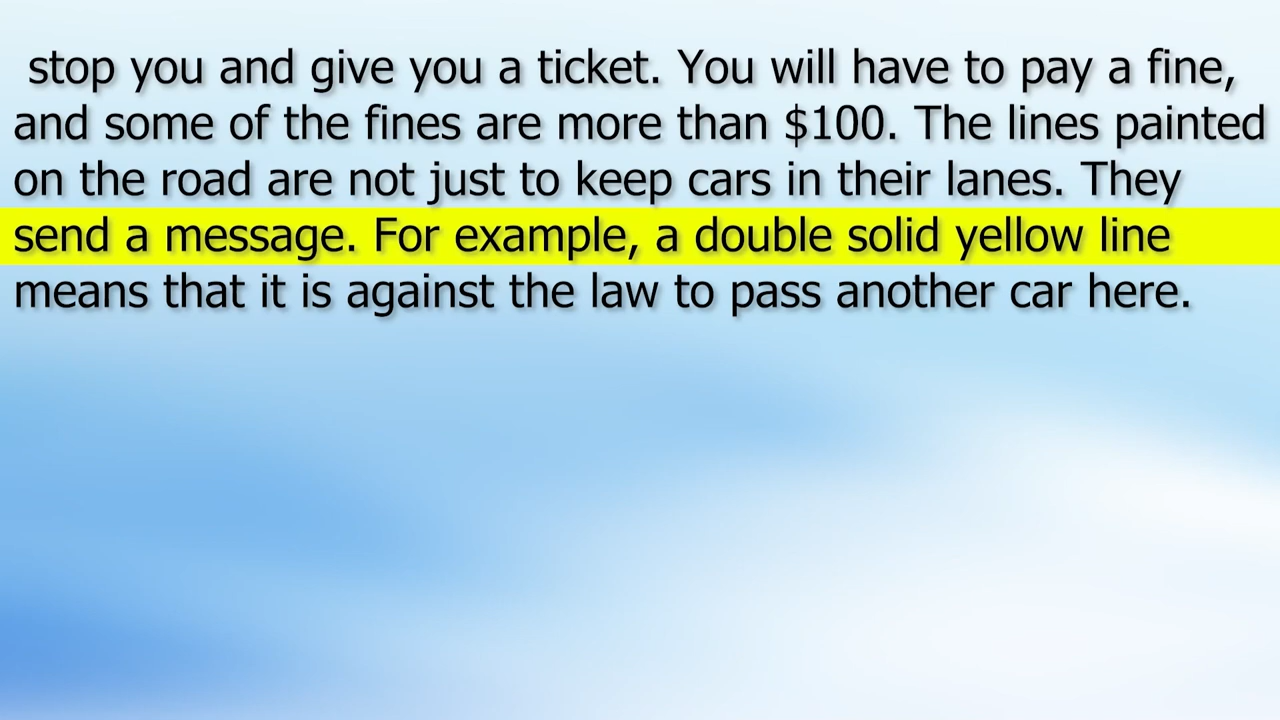 stop you and give you a ticket. You will have to pay a fine,
and some of the fines are more than $100. The lines painted
on the road are not just to keep cars in their lanes. They
send a message. For example, a double solid yellow line
means that it is against the law to pass another car here.